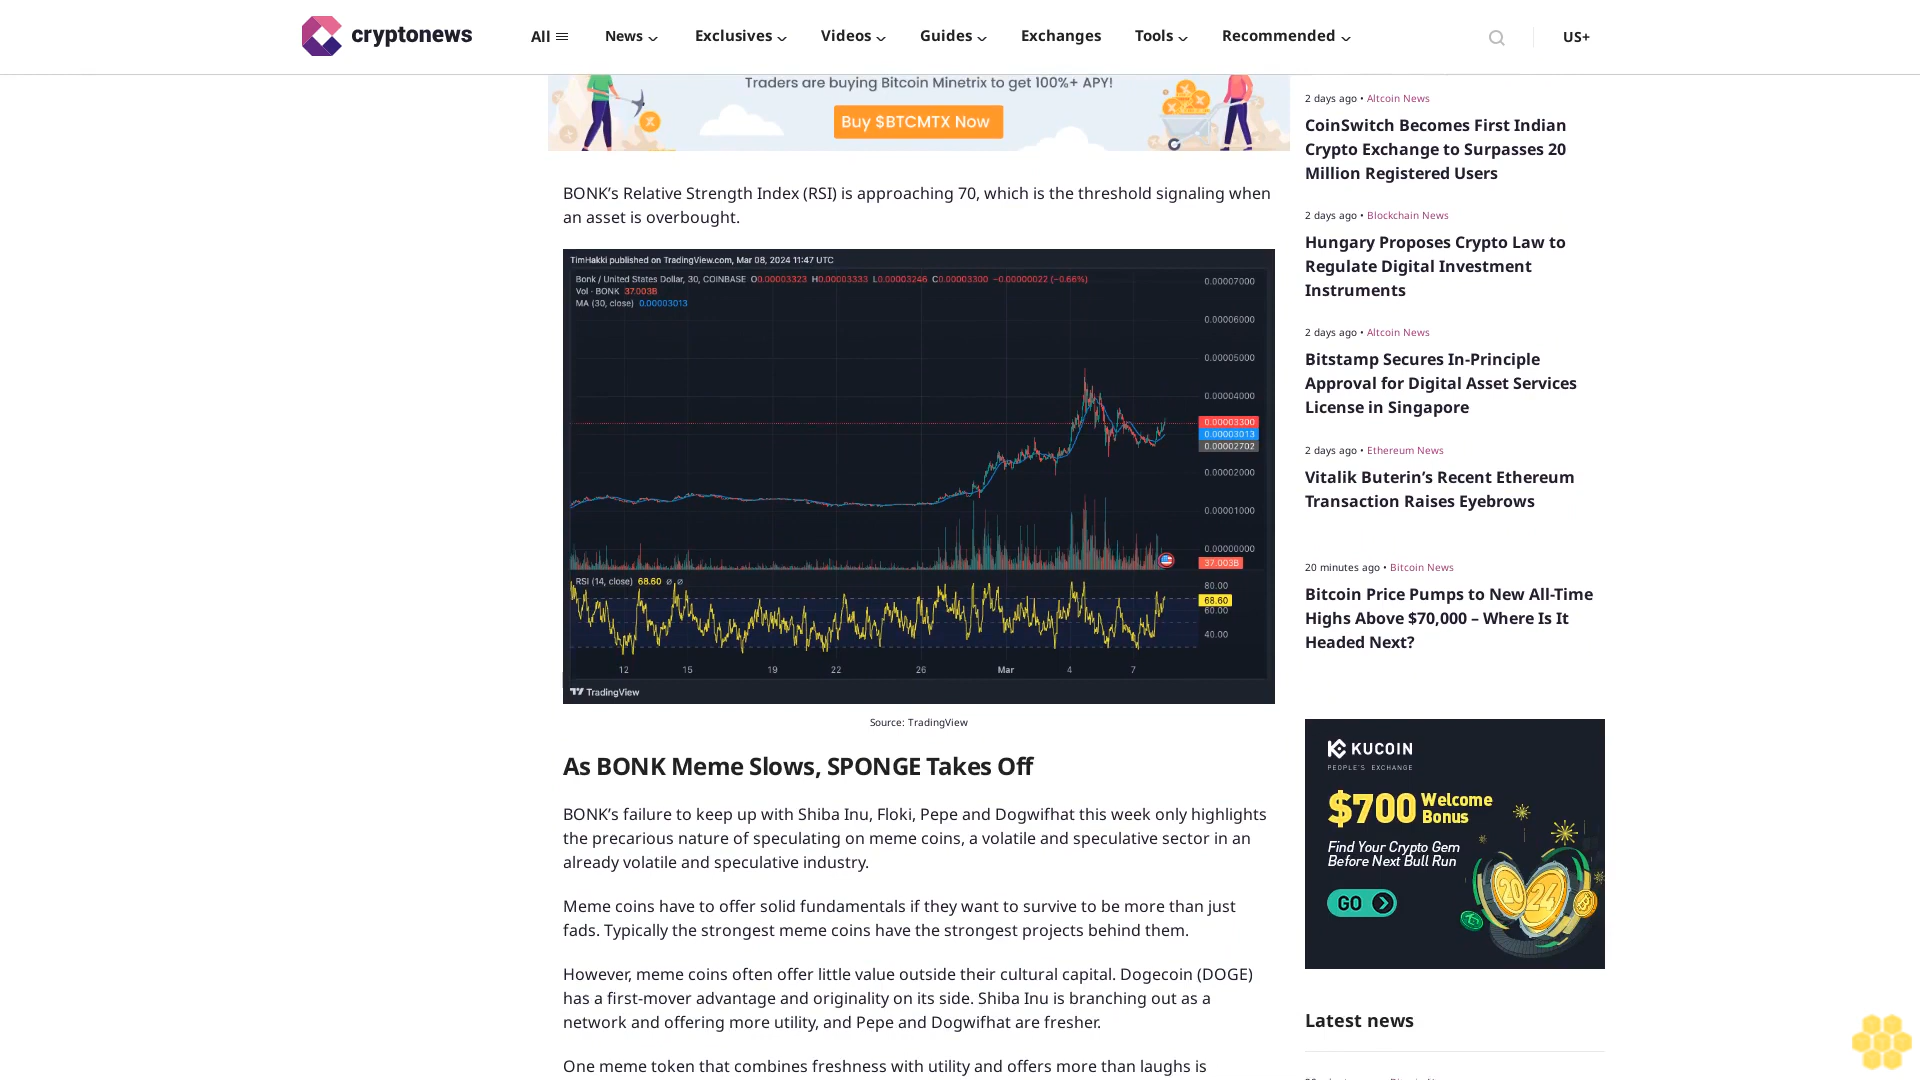 cryptonews
All
News
Exclusives
Videos
Guides
Exchanges
Tools
Recommended
US+
Traders are buying Bitcoin Minetrix to get 100%+ APY!
Buy $BTCMTX Now
BONK’s Relative Strength Index (RSI) is approaching 70, which is the threshold signaling when
an asset is overbought.
TimHakki published on TradingView.com, Mar 08, 2024 11:47 UTC
Bonk / United States Dollar, 30, COINBASE O0.00003323 H0.00003333 L0.00003246 C0.00003300 −0.00000022 (−0.66%)
Vol · BONK 37.003B
MA (30, close) 0.00003013
0.00007000
0.00006000
0.00005000
0.00004000
0.00003300
0.00003013
0.00002702
0.00002000
0.00001000
0.00000000
37.003B
RSI (14, close) 68.60 ∅ ∅
80.00
68.60
60.00
40.00
12 15 19 22 26 Mar 4 7
TradingView
Source: TradingView
As BONK Meme Slows, SPONGE Takes Off
BONK’s failure to keep up with Shiba Inu, Floki, Pepe and Dogwifhat this week only highlights
the precarious nature of speculating on meme coins, a volatile and speculative sector in an
already volatile and speculative industry.
Meme coins have to offer solid fundamentals if they want to survive to be more than just
fads. Typically the strongest meme coins have the strongest projects behind them.
However, meme coins often offer little value outside their cultural capital. Dogecoin (DOGE)
has a first-mover advantage and originality on its side. Shiba Inu is branching out as a
network and offering more utility, and Pepe and Dogwifhat are fresher.
One meme token that combines freshness with utility and offers more than laughs is
2 days ago • Altcoin News
CoinSwitch Becomes First Indian
Crypto Exchange to Surpasses 20
Million Registered Users
2 days ago • Blockchain News
Hungary Proposes Crypto Law to
Regulate Digital Investment
Instruments
2 days ago • Altcoin News
Bitstamp Secures In-Principle
Approval for Digital Asset Services
License in Singapore
2 days ago • Ethereum News
Vitalik Buterin’s Recent Ethereum
Transaction Raises Eyebrows
20 minutes ago • Bitcoin News
Bitcoin Price Pumps to New All-Time
Highs Above $70,000 – Where Is It
Headed Next?
KUCOIN
PEOPLE'S EXCHANGE
$700 Welcome
Bonus
Find Your Crypto Gem
Before Next Bull Run
GO
20 24
Latest news